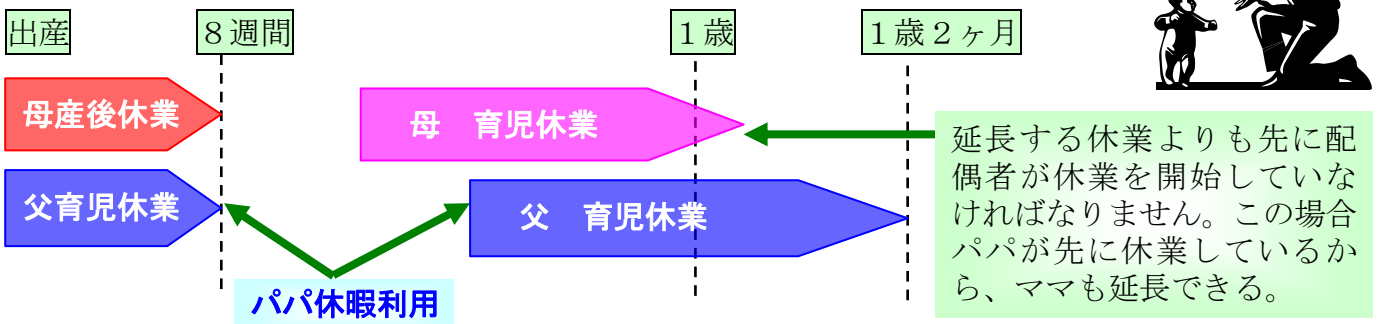 出産
８週間
１歳
１歳２ヶ月
母産後休業
母　育児休業
父育児休業
父　育児休業
パパ休暇利用
延長する休業よりも先に配
偶者が休業を開始していな
ければなりません。この場合
パパが先に休業しているか
ら、ママも延長できる。